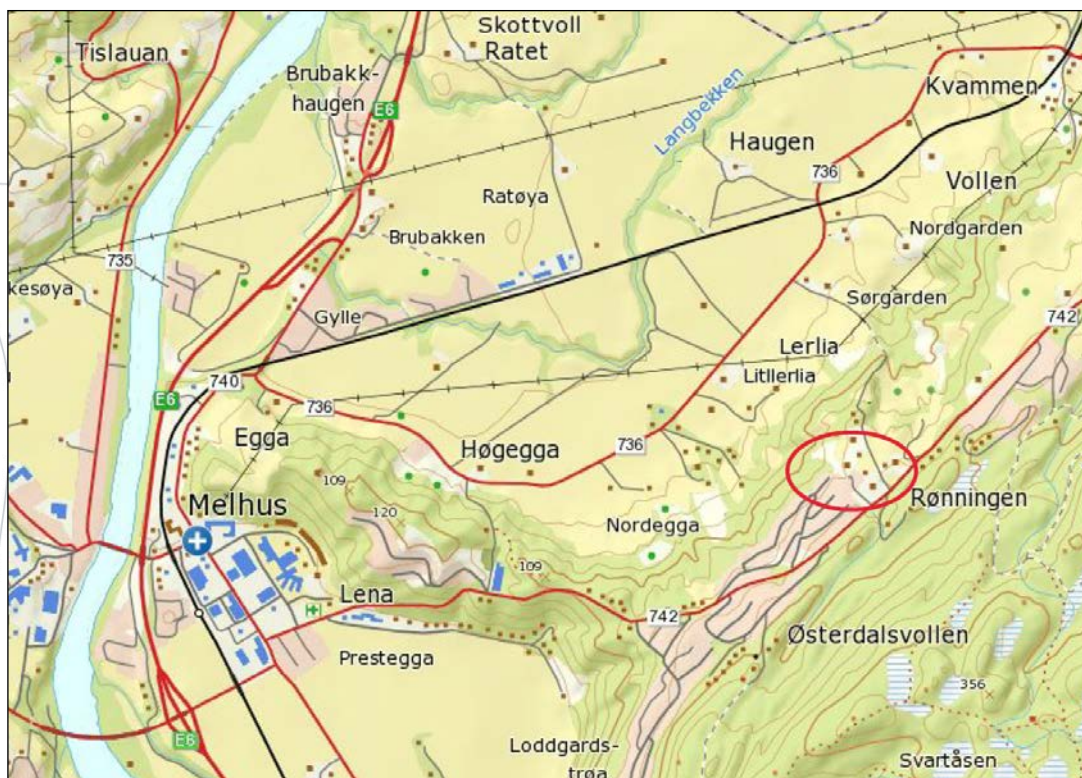 Skottvoll
Ratet
Tislauan
Brubakk-
haugen
E6
Langbekken
Kvammen
Haugen
736
Vollen
Ratøya
Nordgarden
Brubakken
735
kesøya
Sørgarden
742
Gylle
Lerlia
Litllerlia
740
E6
736
Egga
Høgegga
736
109
Melhus
120
Nordegga
Rønningen
109
Lena
742
Østerdalsvollen
Prestegga
356
E6
Loddgards-
trøa
Svartåsen